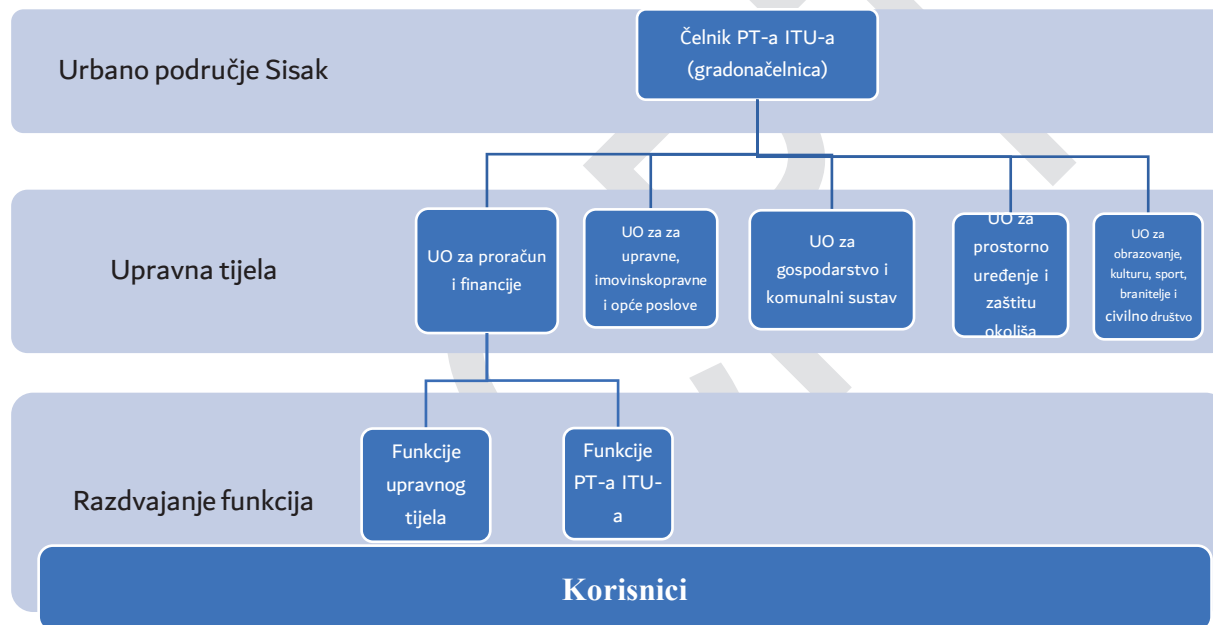 Urbano područje Sisak
Čelnik PT-a ITU-a
(gradonačelnica)
Upravna tijela
UO za proračun
i financije
UO za za
upravne,
imovinskopravne
i opće poslove
UO za
gospodarstvo i
komunalni sustav
UO za
prostorno
uređenje i
zaštitu
okoliša
UO za
obrazovanje,
kulturu, sport,
branitelje i
civilno društvo
Razdvajanje funkcija
Funkcije
upravnog
tijela
Funkcije
PT-a ITU-
a
Korisnici